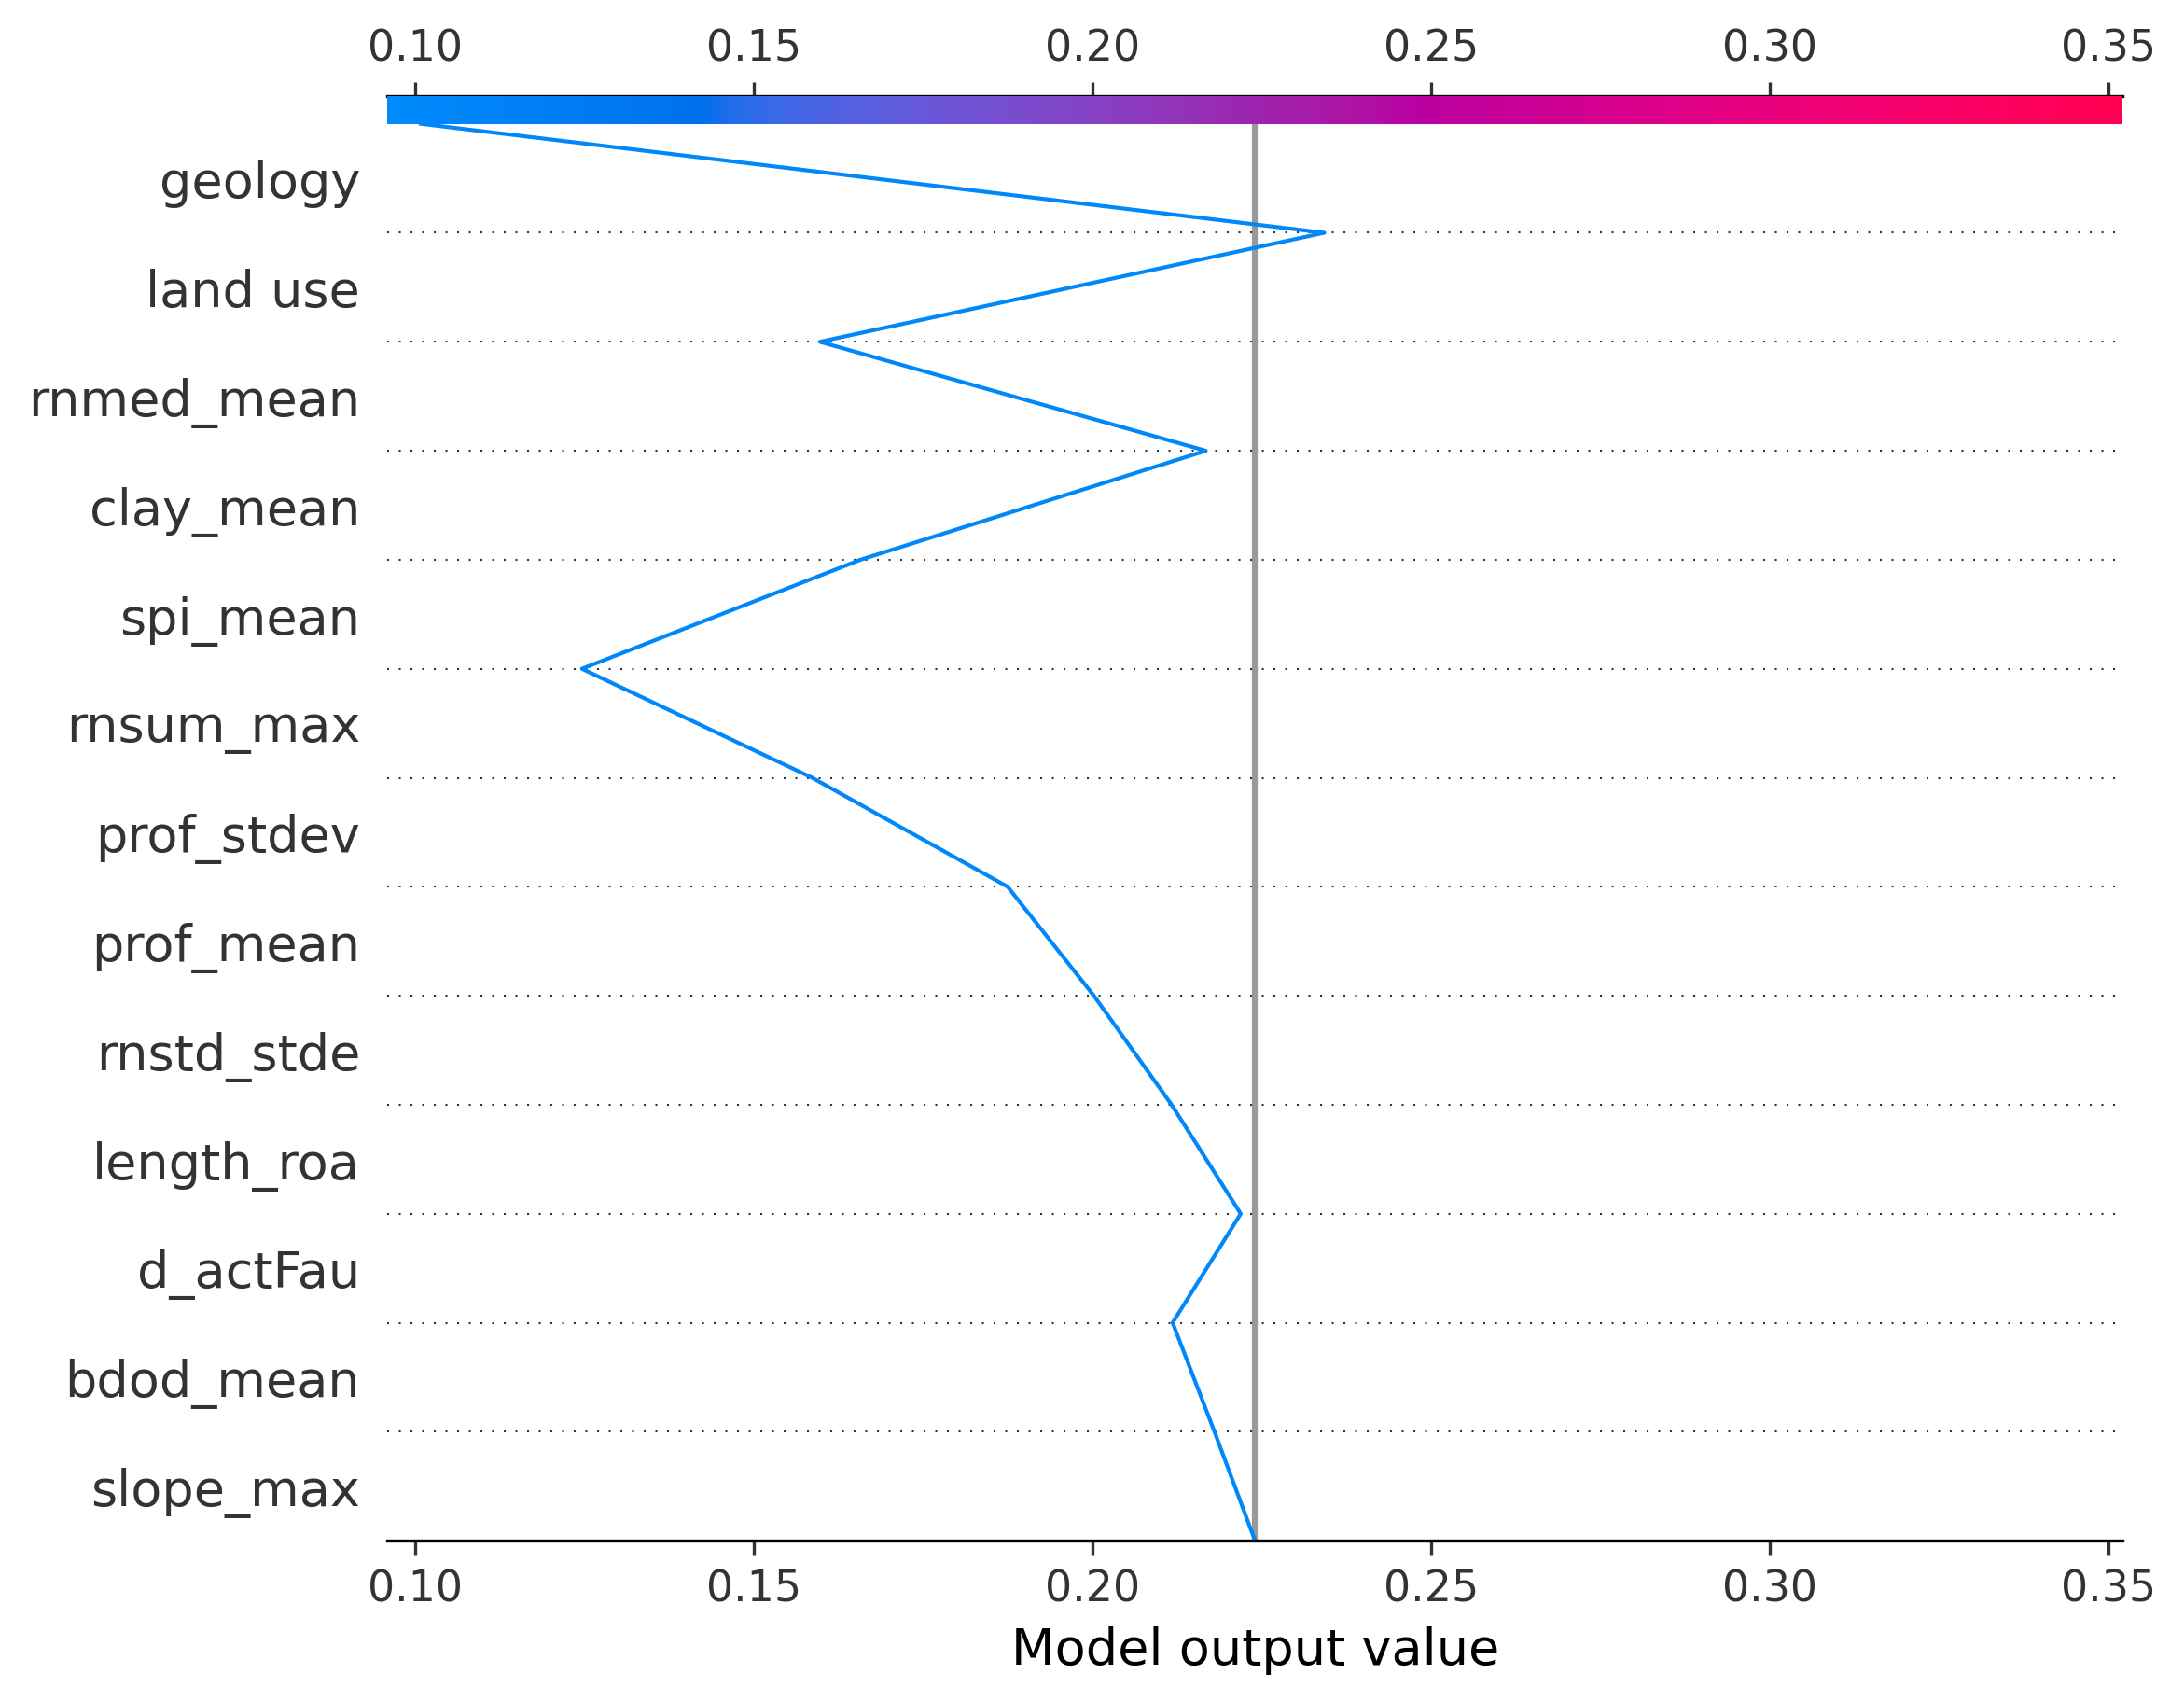 0.10 0.15 0.20 0.25 0.30 0.35
geology
land use
rnmed_mean
clay_mean
spi_mean
rnsum_max
prof_stdev
prof_mean
rnstd_stde
length_roa
d_actFau
bdod_mean
slope_max
0.10 0.15 0.20 0.25 0.30 0.35
Model output value